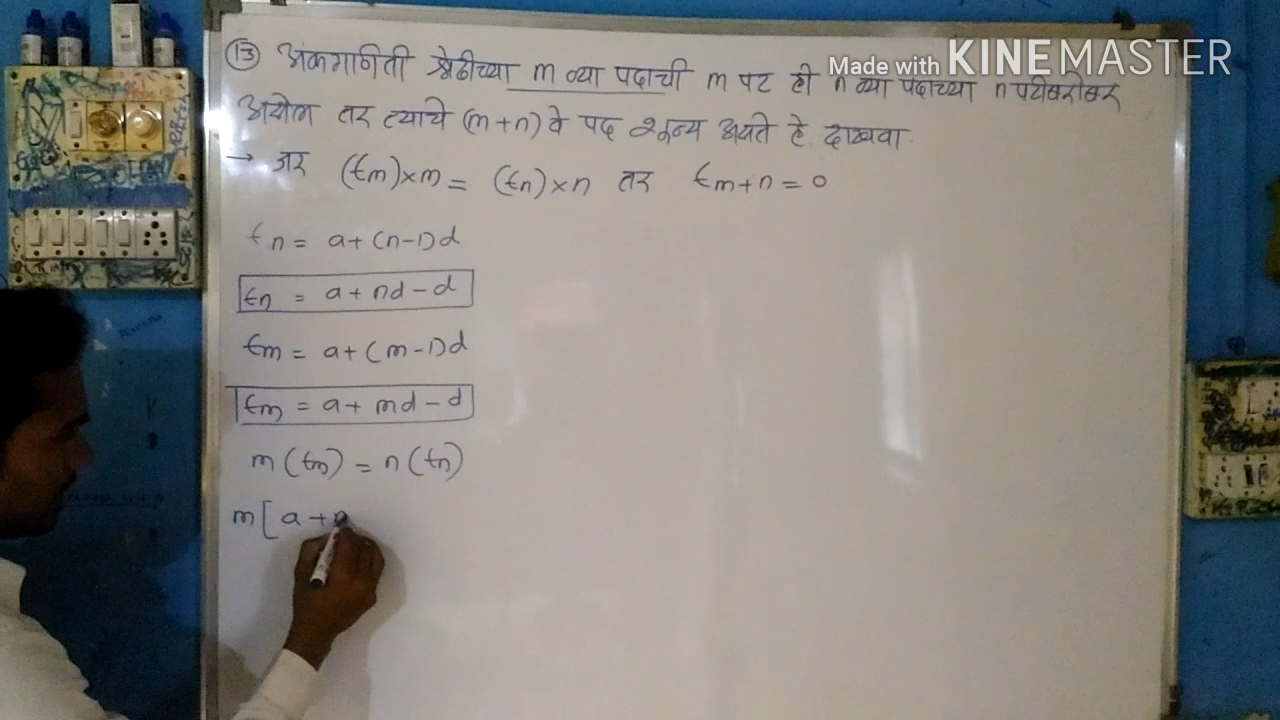 Made with KINEMASTER
(13) अंकगणिती श्रेढीच्या m व्या पदाची m पट ही n व्या पदाच्या n पटीबरोबर
असेल तर त्याचे (m+n) वे पद शून्य असते हे दाखवा.
→ जर (tm)×m = (tn)×n तर tm+n = 0
tn = a+(n-1)d
tn = a+nd-d
tm = a+(m-1)d
tm = a+md-d
m(tm) = n(tn)
m[a+